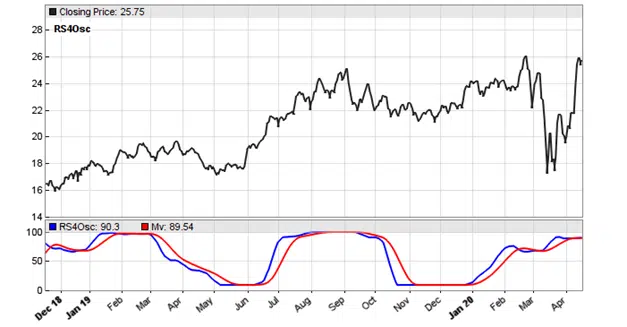 Closing Price: 25.75
RS4Osc
28
26
24
22
20
18
16
14
RS4Osc: 90.3 Mv: 89.54
100
50
0
Dec 18 Jan 19 Feb Mar Apr May Jun Jul Aug Sep Oct Nov Dec Jan 20 Feb Mar Apr